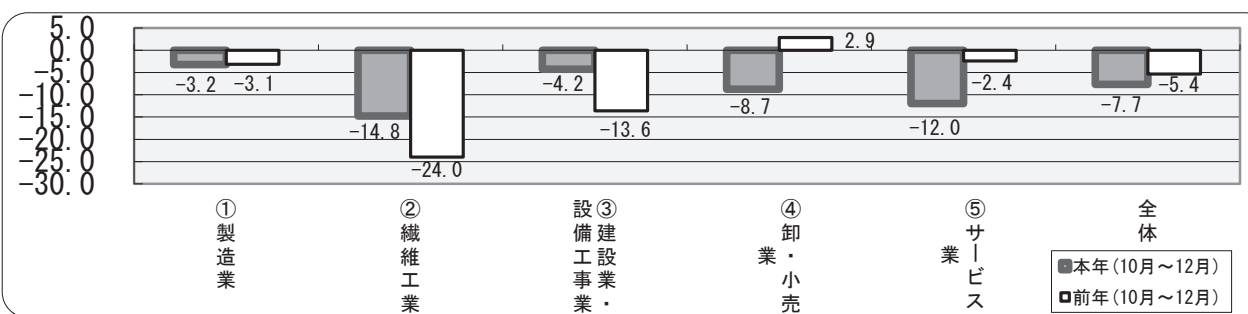 5.0
0.0
-5.0
-10.0
-15.0
-20.0
-25.0
-30.0
-3.2
-3.1
-14.8
-24.0
-4.2
-13.6
-8.7
2.9
-12.0
-2.4
-7.7
-5.4
①製造業
②繊維工業
③建設業・
設備工事業
④卸・小売
業
⑤サービス
業
全体
本年(10月～12月)
前年(10月～12月)